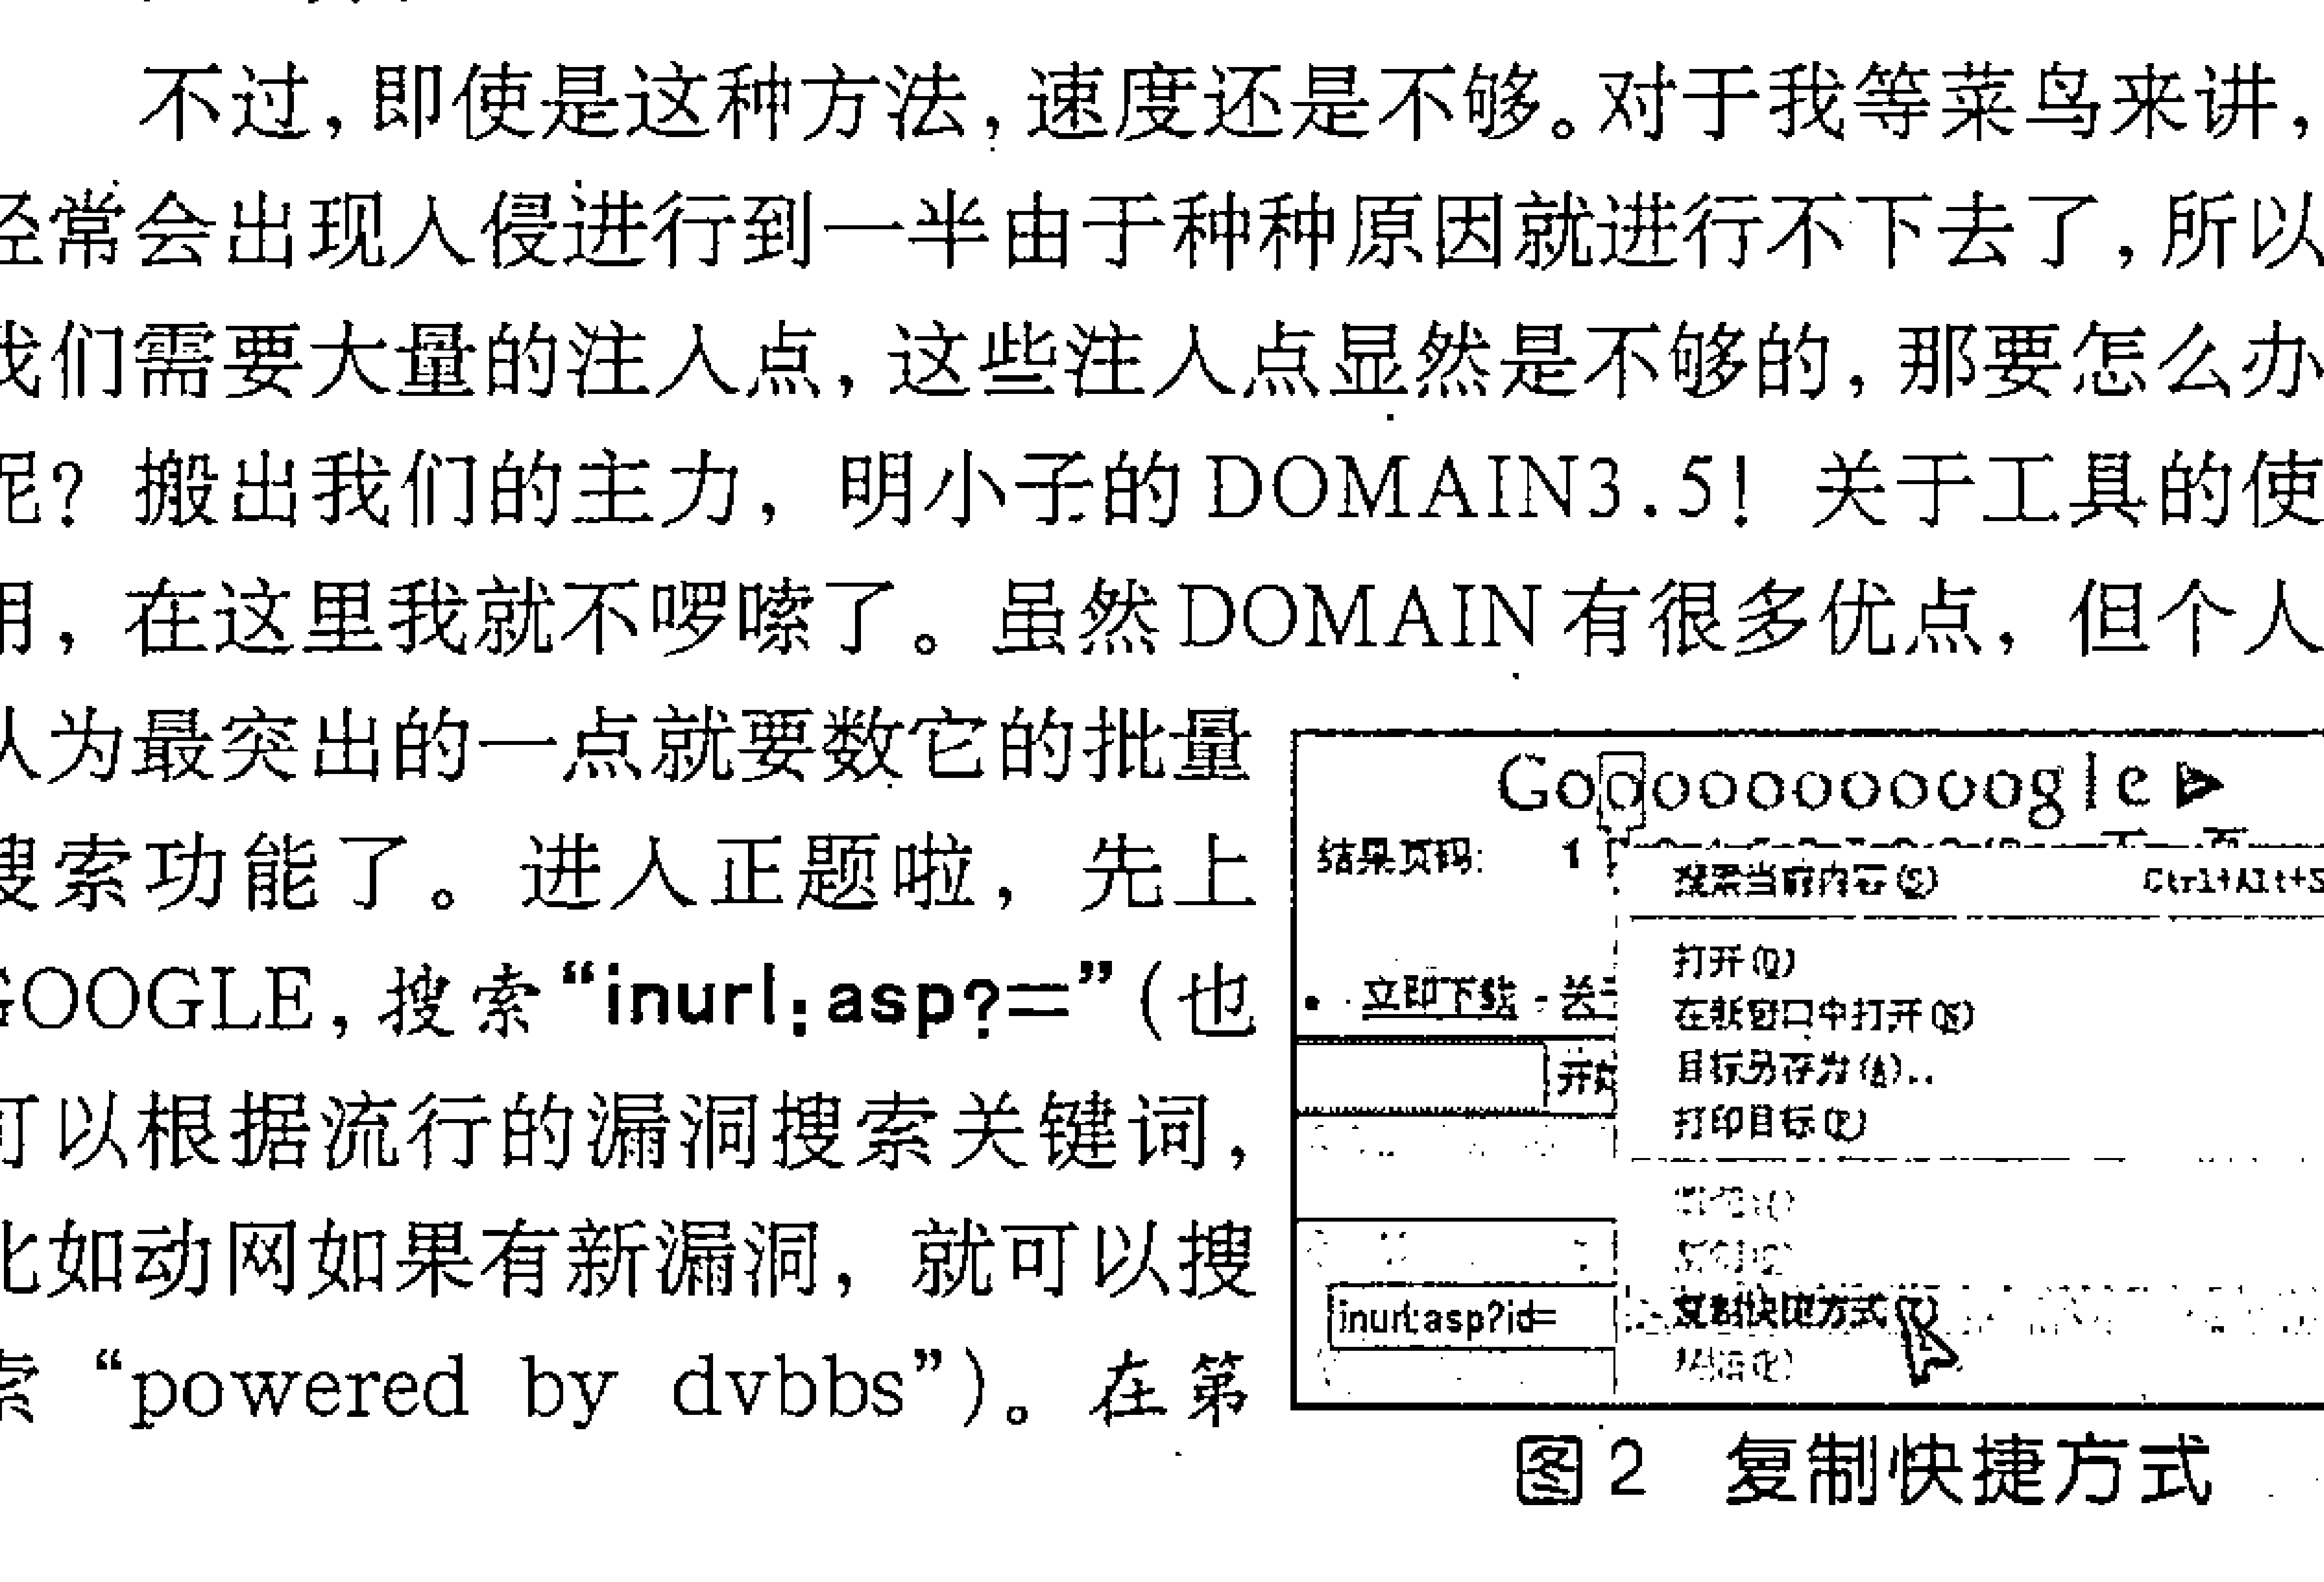 不过，即使是这种方法，速度还是不够。对于我等菜鸟来讲，
经常会出现入侵进行到一半由于种种原因就进行不下去了，所以
我们需要大量的注入点，这些注入点显然是不够的，那要怎么办
呢？搬出我们的主力，明小子的DOMAIN3.5！关于工具的使
用，在这里我就不啰嗦了。虽然DOMAIN有很多优点，但个人
认为最突出的一点就要数它的批量
搜索功能了。进入正题啦，先上
GOOGLE，搜索“inurl:asp?=”（也
可以根据流行的漏洞搜索关键词，
比如动网如果有新漏洞，就可以搜
索“powered by dvbbs”）。在第
Goooooooooogle
结果页码: 1
搜索当前内容(S) Ctrl+Alt+S
打开(O)
立即下载 - 关于
在新窗口中打开(N)
目标另存为(A)..
开始
打印目标(P)
inurl:asp?id=
复制快捷方式
图2 复制快捷方式